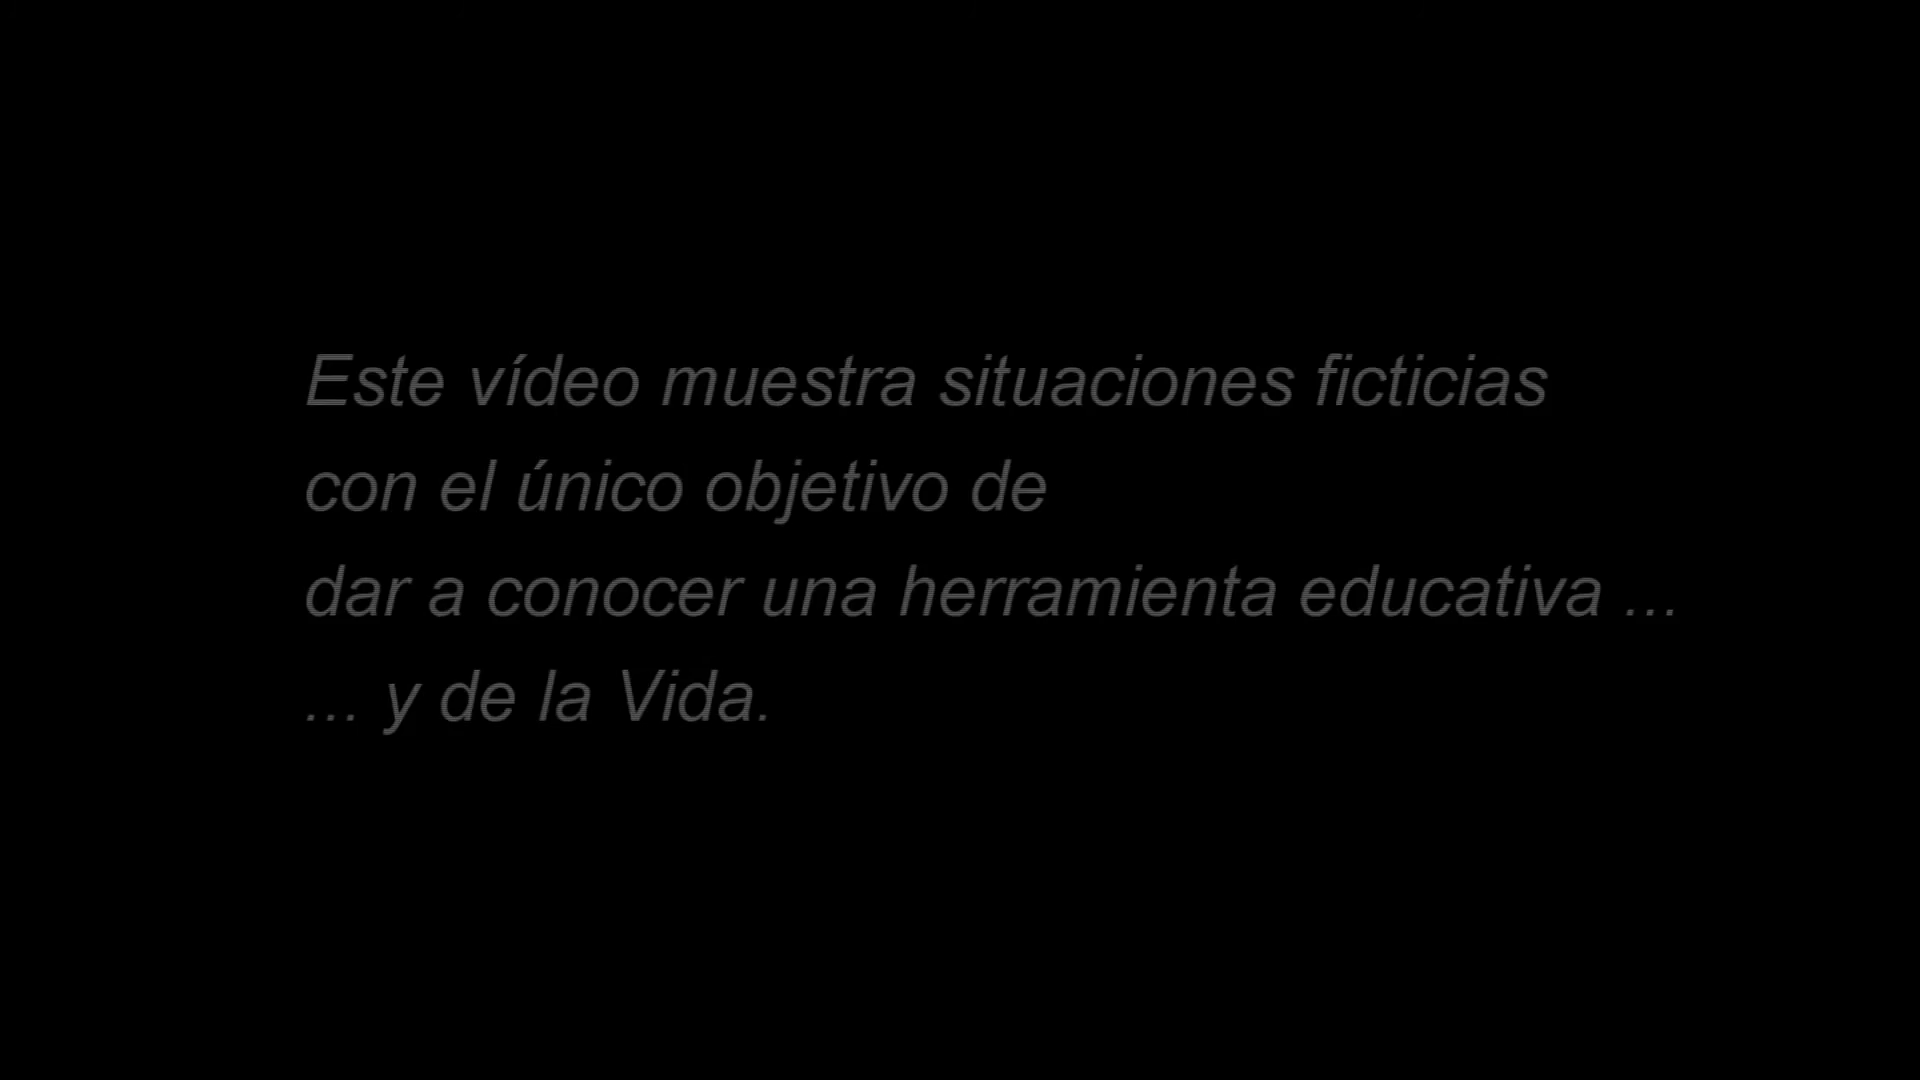 Este vídeo muestra situaciones ficticias
con el único objetivo de
dar a conocer una herramienta educativa ...
... y de la Vida.